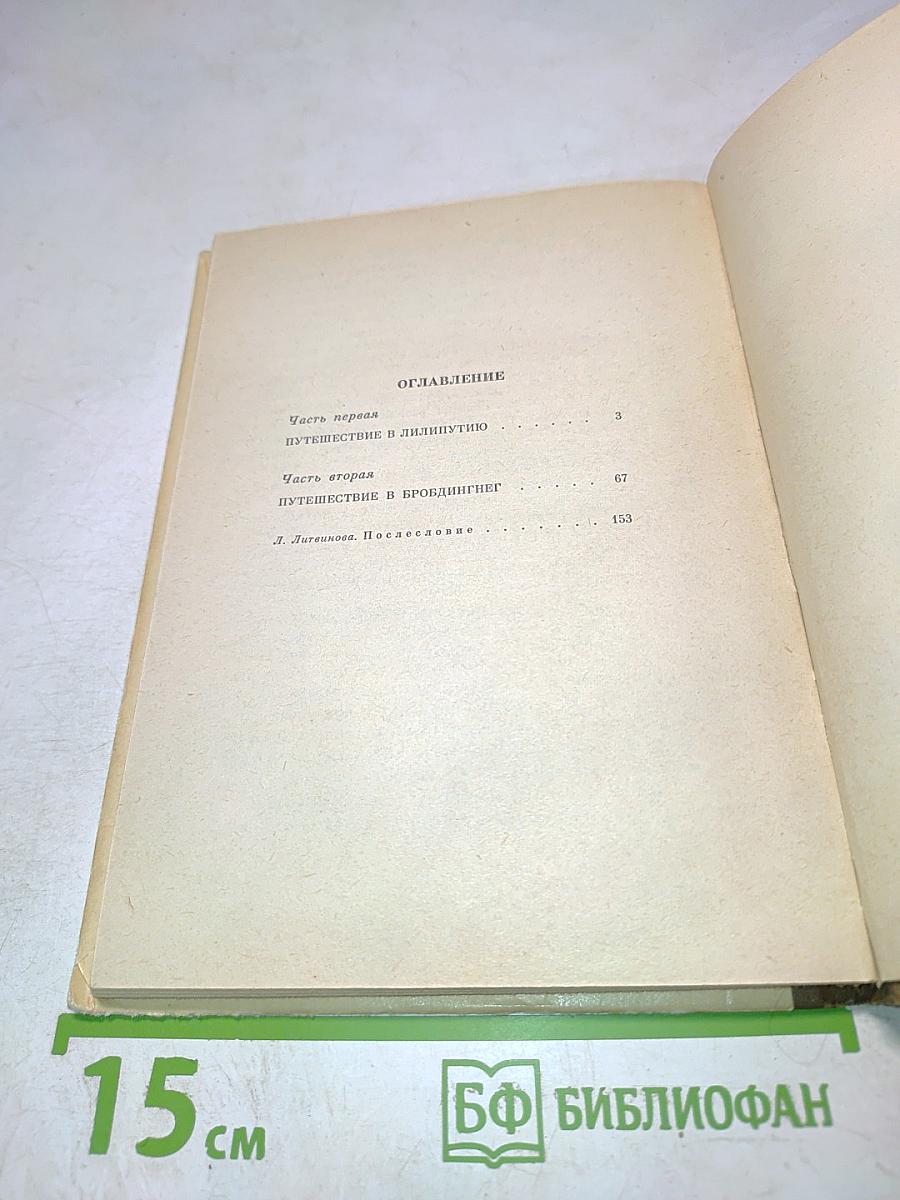 ОГЛАВЛЕНИЕ
Часть первая
ПУТЕШЕСТВИЕ В ЛИЛИПУТИЮ . . . . . . 3
Часть вторая
ПУТЕШЕСТВИЕ В БРОБДИНГНЕГ . . . . . 67
Л. Литвинова. Послесловие . . . . . . . 153
15 см
БФ БИБЛИОФАН